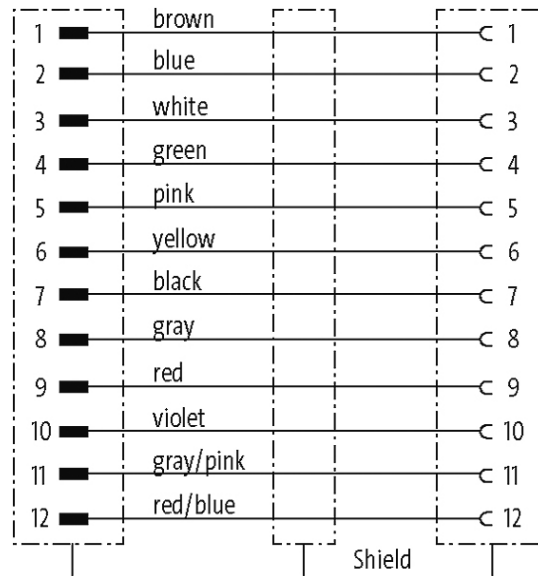 1 brown 1
2 blue 2
3 white 3
4 green 4
5 pink 5
6 yellow 6
7 black 7
8 gray 8
9 red 9
10 violet 10
11 gray/pink 11
12 red/blue 12
Shield